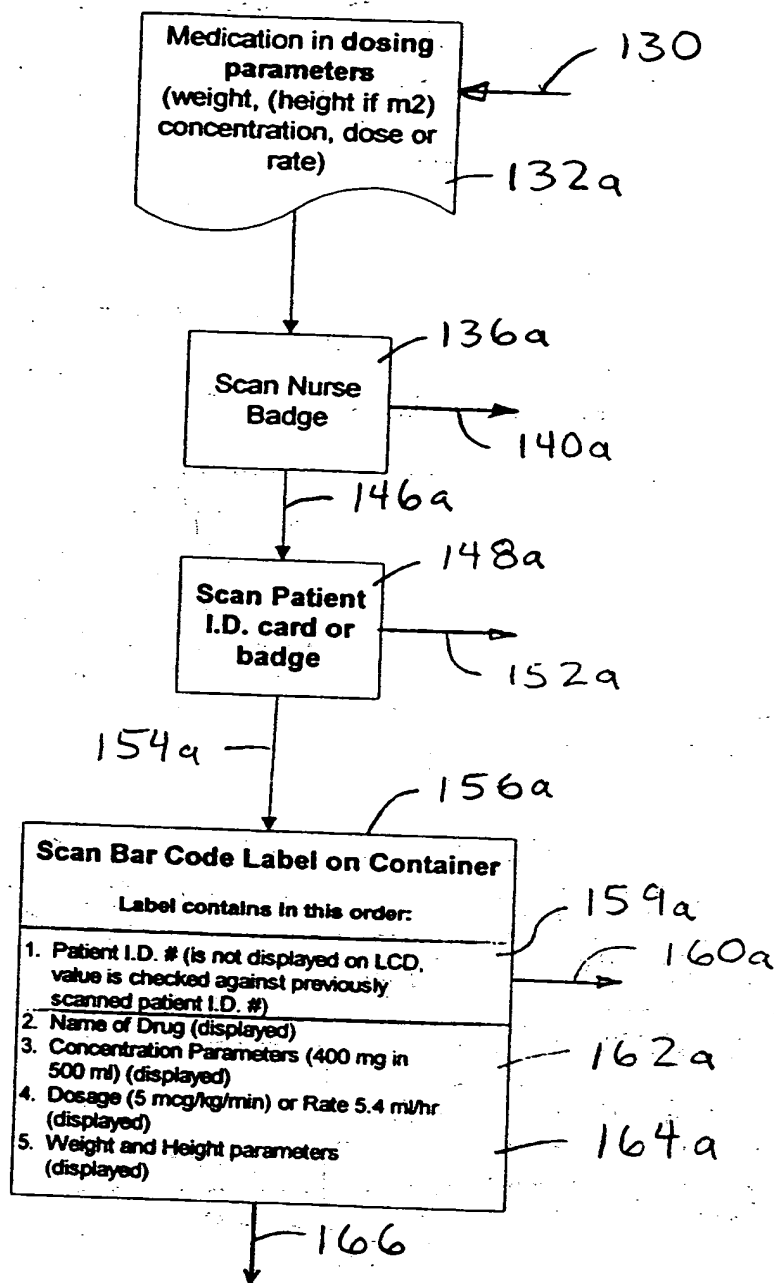 Medication in dosing
parameters
(weight, (height if m2)
concentration, dose or
rate)
130
132a
136a
Scan Nurse
Badge
140a
146a
148a
Scan Patient
I.D. card or
badge
152a
154a
156a
Scan Bar Code Label on Container
Label contains in this order:
159a
1. Patient I.D. # (is not displayed on LCD,
value is checked against previously
scanned patient I.D. #)
160a
2. Name of Drug (displayed)
3. Concentration Parameters (400 mg in
500 ml) (displayed)
162a
4. Dosage (5 mcg/kg/min) or Rate 5.4 ml/hr
(displayed)
5. Weight and Height parameters
(displayed)
164a
166